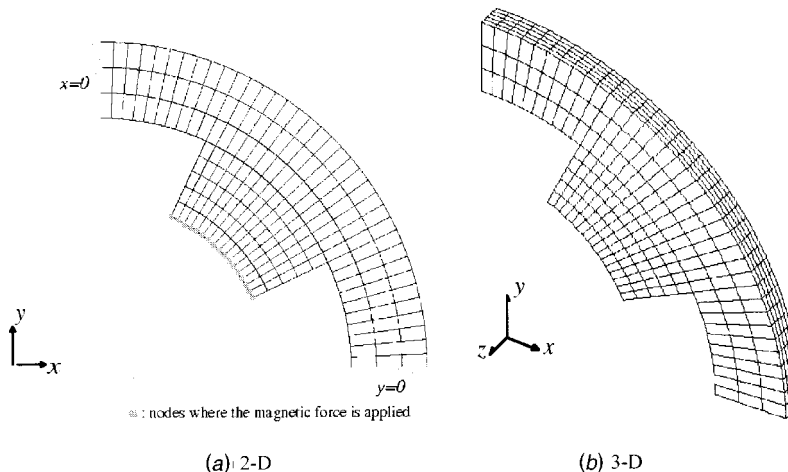 x=0
y
x
y=0
: nodes where the magnetic force is applied
(a) 2-D
y
z
x
(b) 3-D